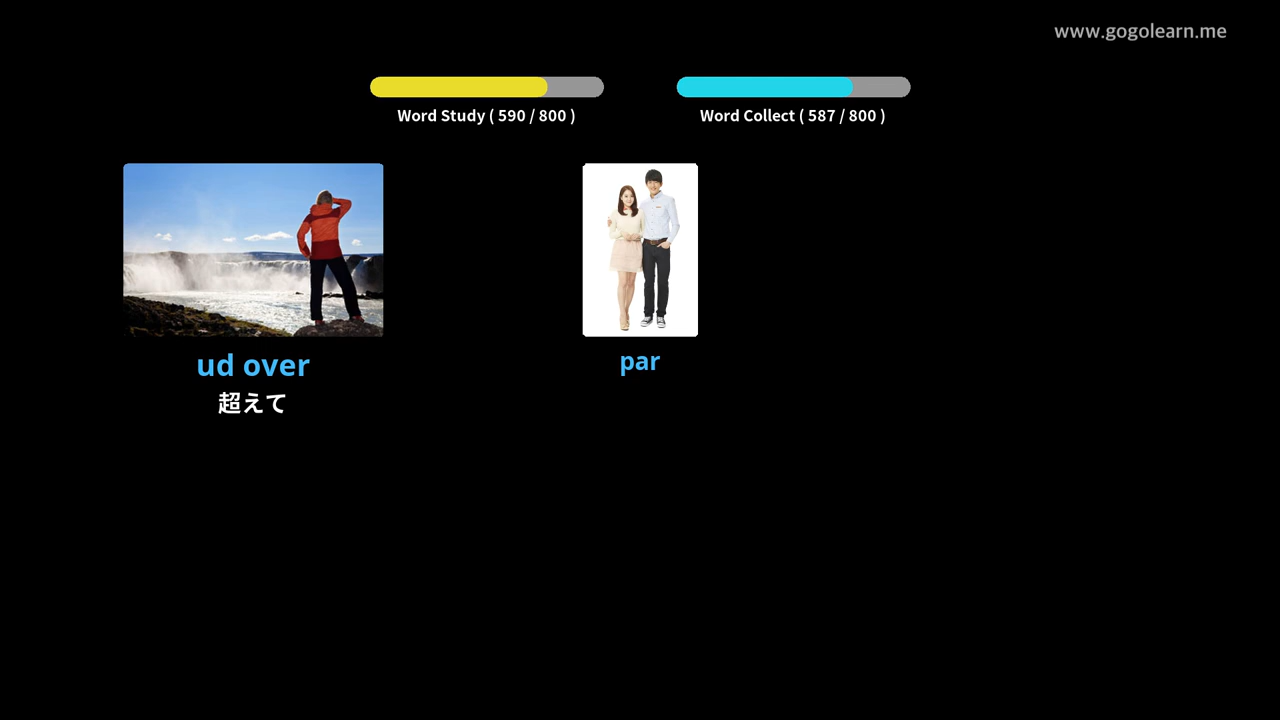 www.gogolearn.me
Word Study ( 590 / 800 )
Word Collect ( 587 / 800 )
ud over
超えて
par